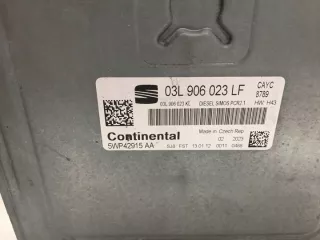 03L 906 023 LF
CAYC
8789
03L 906 023 KE DIESEL SIMOS PCR2.1 HW: H43
Continental
5WP42915 AA
Made in Czech Rep